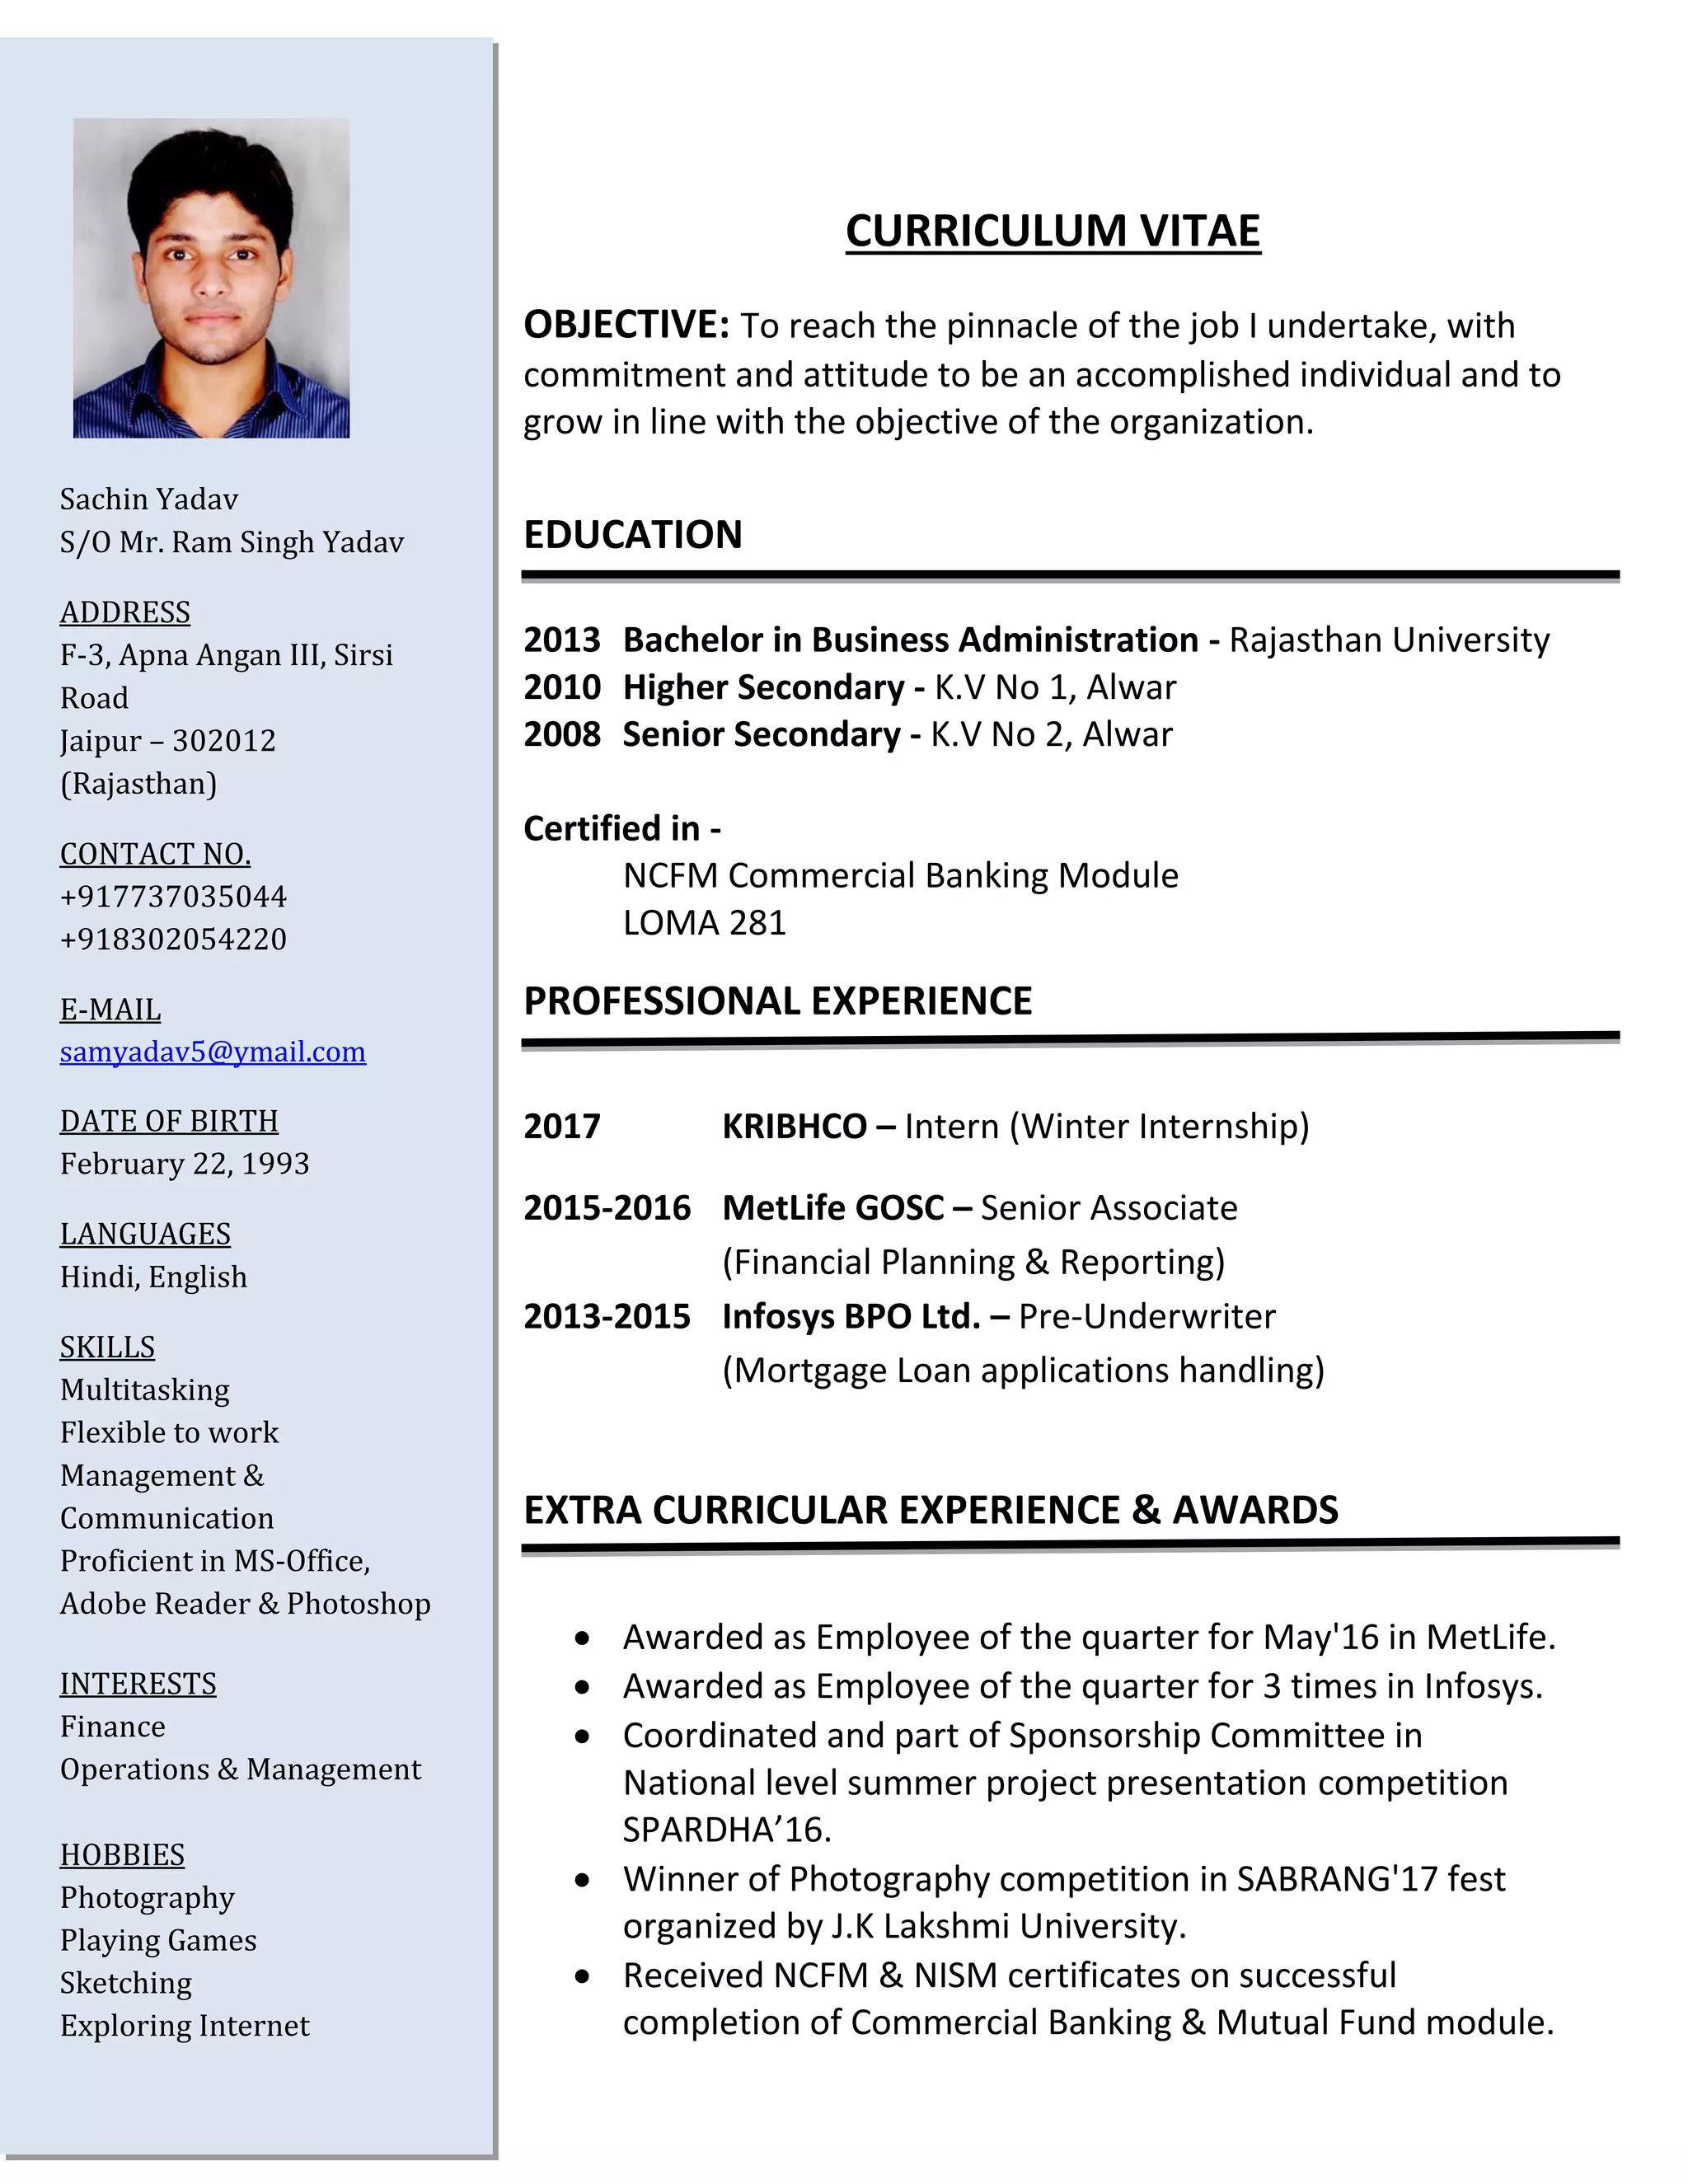 Sachin Yadav
S/O Mr. Ram Singh Yadav
ADDRESS
F-3, Apna Angan III, Sirsi
Road
Jaipur – 302012
(Rajasthan)
CONTACT NO.
+917737035044
+918302054220
E-MAIL
samyadav5@ymail.com
DATE OF BIRTH
February 22, 1993
LANGUAGES
Hindi, English
SKILLS
Multitasking
Flexible to work
Management &
Communication
Proficient in MS-Office,
Adobe Reader & Photoshop
INTERESTS
Finance
Operations & Management
HOBBIES
Photography
Playing Games
Sketching
Exploring Internet
CURRICULUM VITAE
OBJECTIVE: To reach the pinnacle of the job I undertake, with
commitment and attitude to be an accomplished individual and to
grow in line with the objective of the organization.
EDUCATION
2013 Bachelor in Business Administration - Rajasthan University
2010 Higher Secondary - K.V No 1, Alwar
2008 Senior Secondary - K.V No 2, Alwar
Certified in -
NCFM Commercial Banking Module
LOMA 281
PROFESSIONAL EXPERIENCE
2017 KRIBHCO – Intern (Winter Internship)
2015-2016 MetLife GOSC – Senior Associate
(Financial Planning & Reporting)
2013-2015 Infosys BPO Ltd. – Pre-Underwriter
(Mortgage Loan applications handling)
EXTRA CURRICULAR EXPERIENCE & AWARDS
• Awarded as Employee of the quarter for May'16 in MetLife.
• Awarded as Employee of the quarter for 3 times in Infosys.
• Coordinated and part of Sponsorship Committee in
National level summer project presentation competition
SPARDHA’16.
• Winner of Photography competition in SABRANG'17 fest
organized by J.K Lakshmi University.
• Received NCFM & NISM certificates on successful
completion of Commercial Banking & Mutual Fund module.